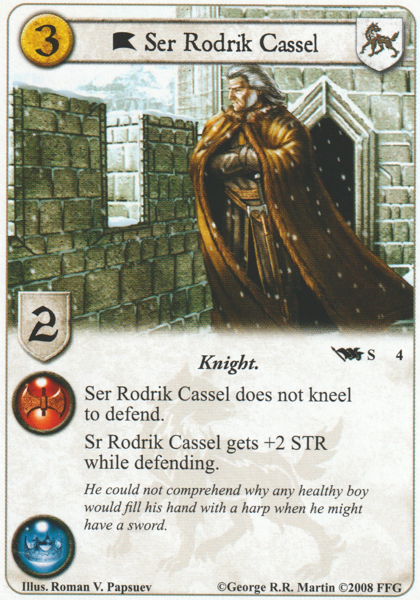 3
Ser Rodrik Cassel
2
Knight.
S 4
Ser Rodrik Cassel does not kneel
to defend.
Sr Rodrik Cassel gets +2 STR
while defending.
He could not comprehend why any healthy boy
would fill his hand with a harp when he might
have a sword.
Illus. Roman V. Papsuev
©George R.R. Martin ©2008 FFG